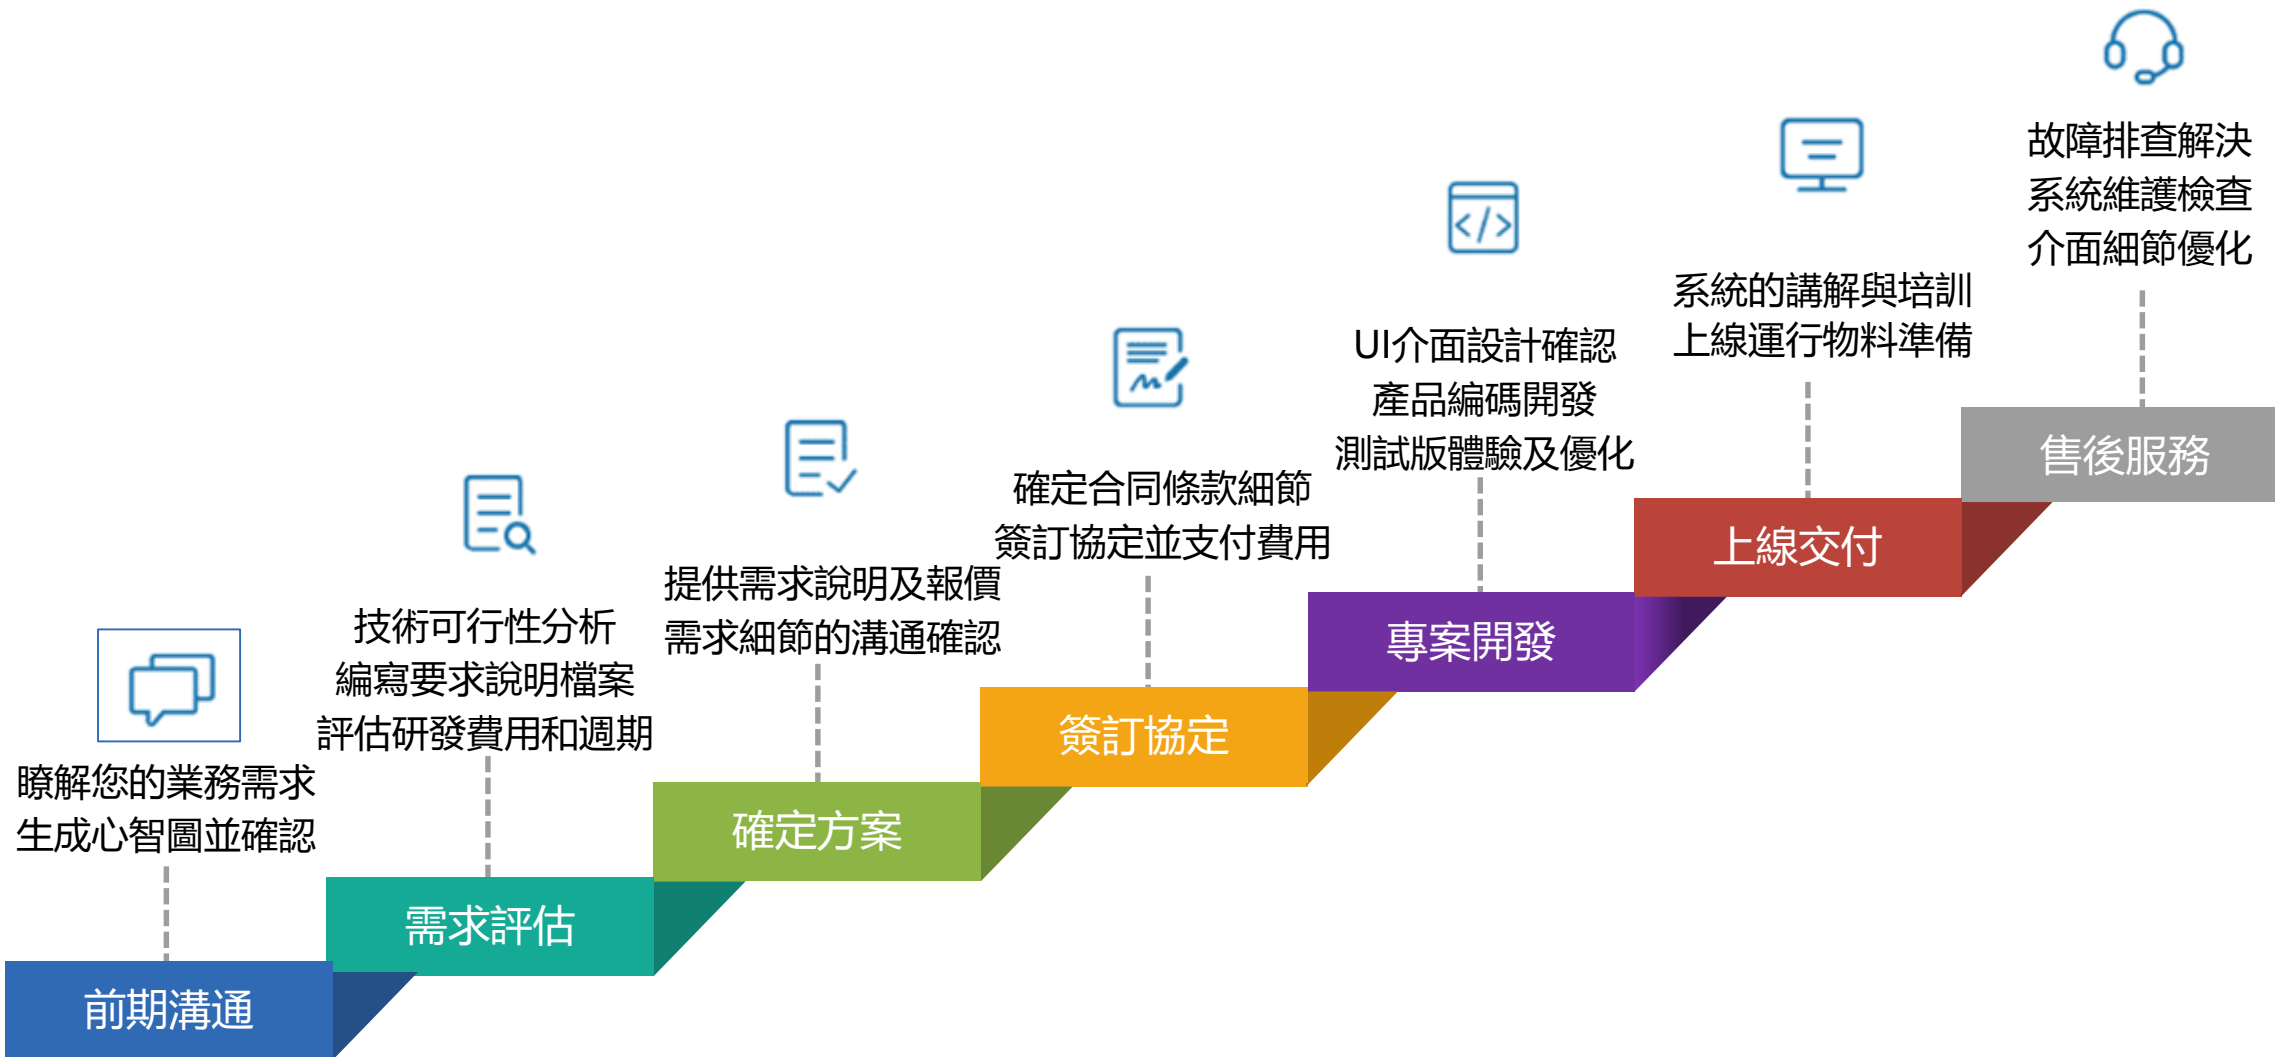 瞭解您的業務需求
生成心智圖並確認
前期溝通
技術可行性分析
編寫要求說明檔案
評估研發費用和週期
需求評估
提供需求說明及報價
需求細節的溝通確認
確定方案
確定合同條款細節
簽訂協定並支付費用
簽訂協定
UI介面設計確認
產品編碼開發
測試版體驗及優化
專案開發
系統的講解與培訓
上線運行物料準備
上線交付
故障排查解決
系統維護檢查
介面細節優化
售後服務